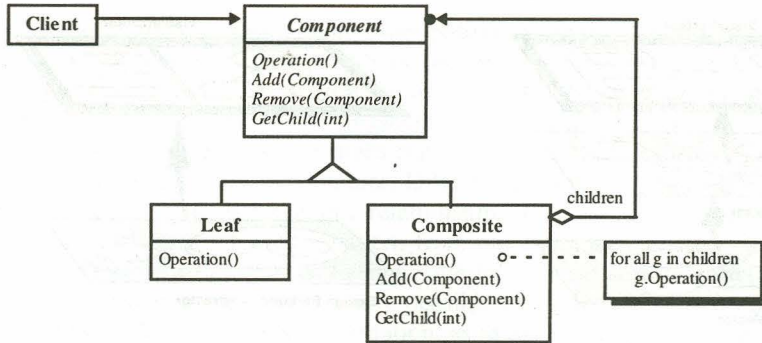 Client
Component
Operation()
Add(Component)
Remove(Component)
GetChild(int)
children
Leaf
Operation()
Composite
Operation()
Add(Component)
Remove(Component)
GetChild(int)
for all g in children
g.Operation()